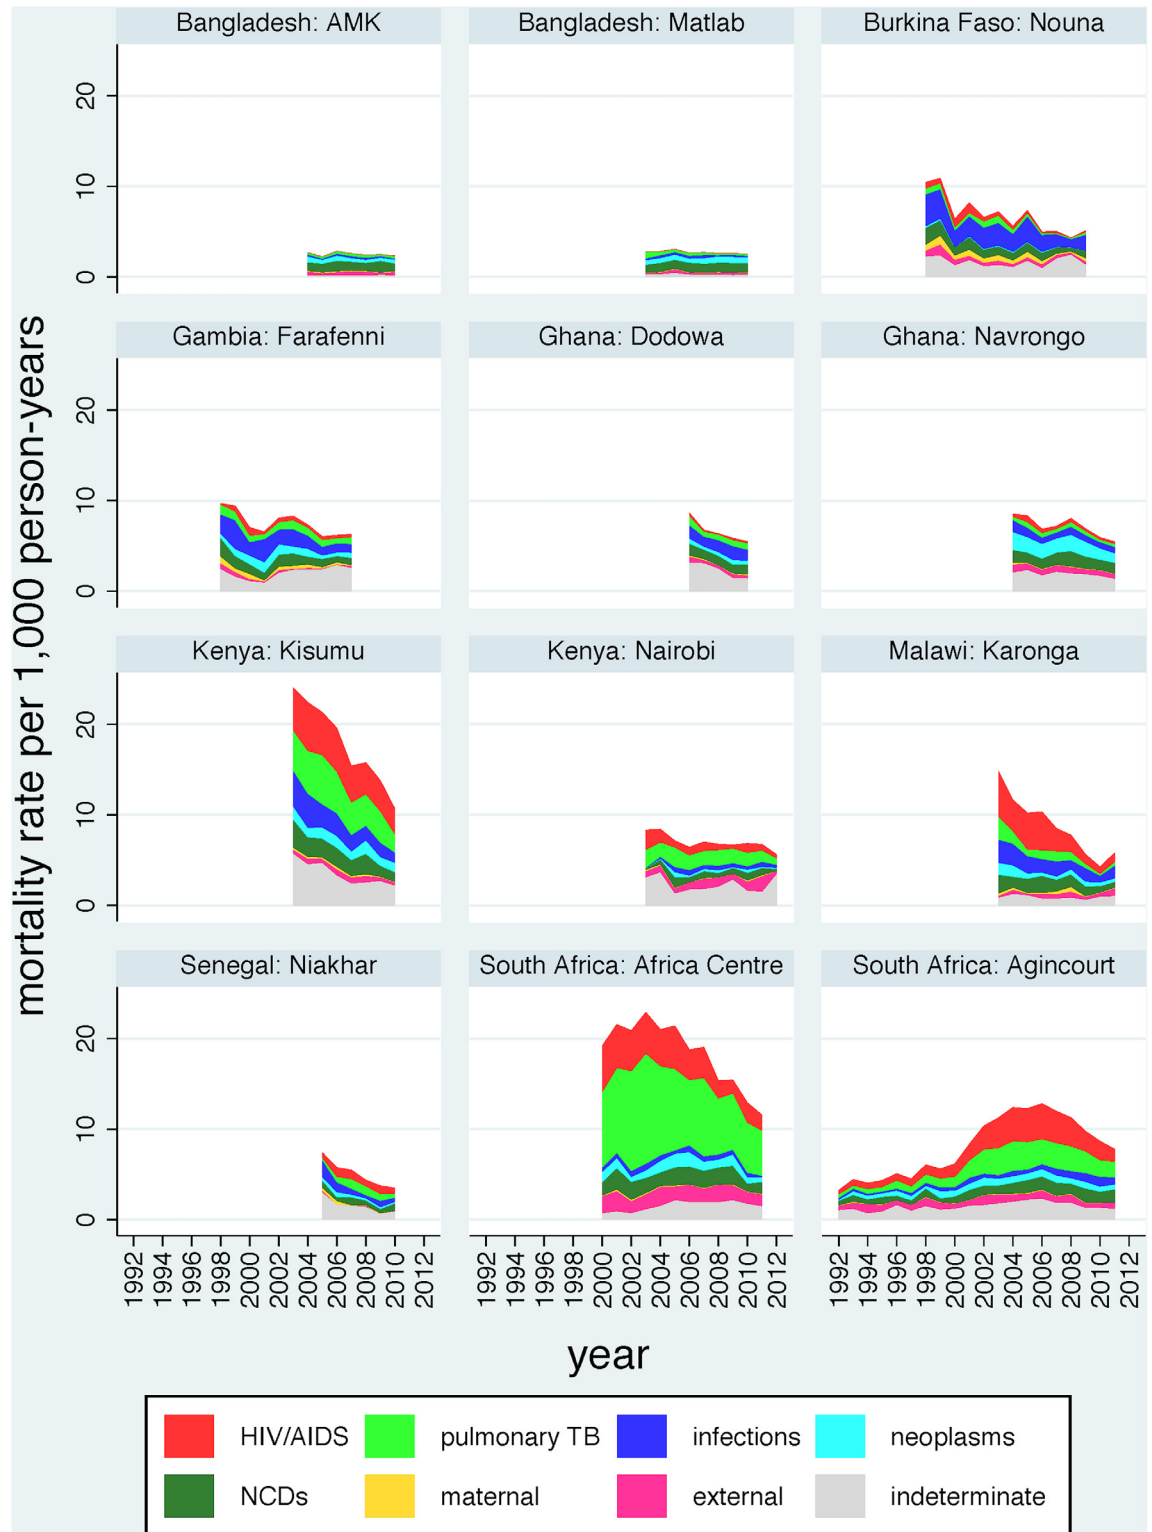 Bangladesh: AMK
Bangladesh: Matlab
Burkina Faso: Nouna
20
10
0
Gambia: Farafenni
Ghana: Dodowa
Ghana: Navrongo
20
10
0
Kenya: Kisumu
Kenya: Nairobi
Malawi: Karonga
20
10
0
Senegal: Niakhar
South Africa: Africa Centre
South Africa: Agincourt
20
10
0
mortality rate per 1,000 person-years
1992 1994 1996 1998 2000 2002 2004 2006 2008 2010 2012
1992 1994 1996 1998 2000 2002 2004 2006 2008 2010 2012
1992 1994 1996 1998 2000 2002 2004 2006 2008 2010 2012
year
HIV/AIDS pulmonary TB infections neoplasms
NCDs maternal external indeterminate